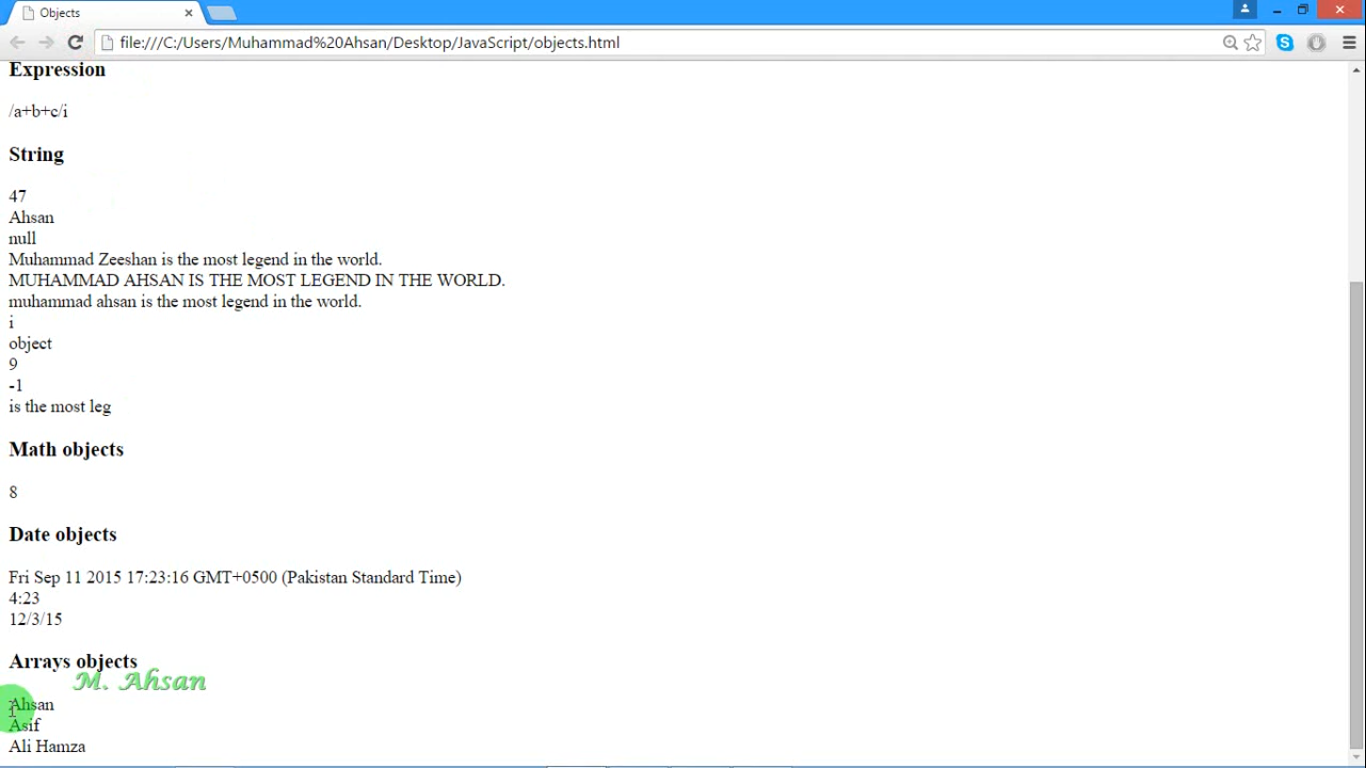 Objects
file:///C:/Users/Muhammad%20Ahsan/Desktop/JavaScript/objects.html
Expression
/a+b+c/i
String
47
Ahsan
null
Muhammad Zeeshan is the most legend in the world.
MUHAMMAD AHSAN IS THE MOST LEGEND IN THE WORLD.
muhammad ahsan is the most legend in the world.
i
object
9
-1
is the most leg
Math objects
8
Date objects
Fri Sep 11 2015 17:23:16 GMT+0500 (Pakistan Standard Time)
4:23
12/3/15
Arrays objects
M. Ahsan
Ahsan
Asif
Ali Hamza